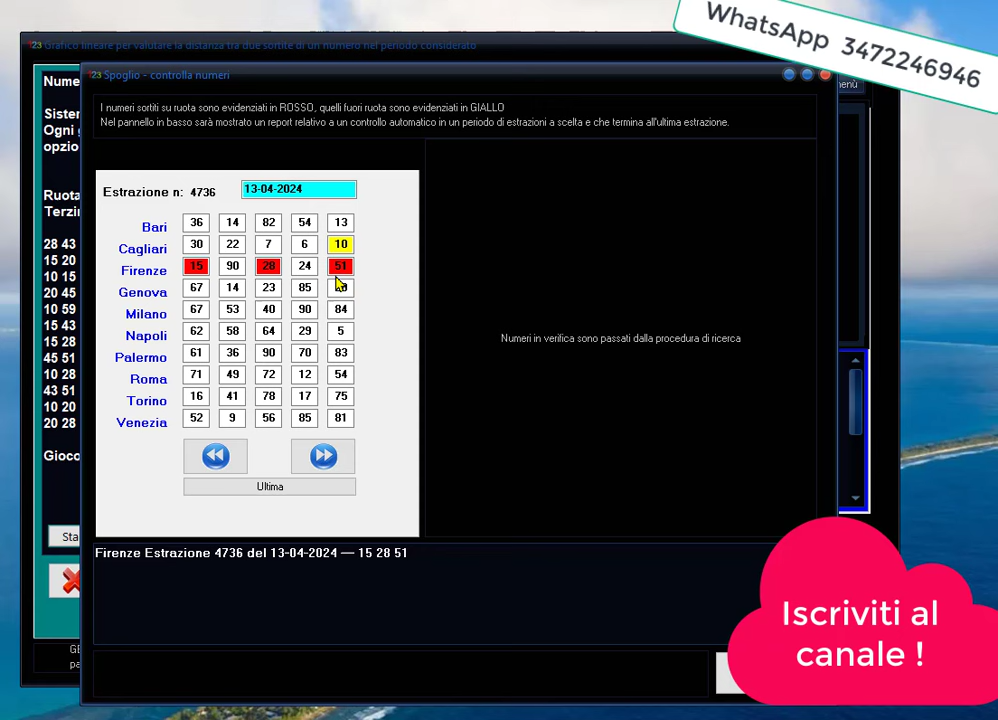 WhatsApp 3472246946
123 Grafico lineare per valutare la distanza tra due sortite di un numero nel periodo considerato
123 Spoglio - controlla numeri
menù
I numeri sortiti su ruota sono evidenziati in ROSSO, quelli fuori ruota sono evidenziati in GIALLO
Nel pannello in basso sarà mostrato un report relativo a un controllo automatico in un periodo di estrazioni a scelta e che termina all'ultima estrazione.
Nume
Sister
Ogni
opzio
Ruota
Terzir
28 43
15 20
10 15
20 45
10 59
15 43
15 28
45 51
10 28
43 51
10 20
20 28
Gioco
Sta
GE
pa
Estrazione n: 4736 13-04-2024
Bari 36 14 82 54 13
Cagliari 30 22 7 6 10
Firenze 15 90 28 24 51
Genova 67 14 23 85
Milano 67 53 40 90 84
Napoli 62 58 64 29 5
Palermo 61 36 90 70 83
Roma 71 49 72 12 54
Torino 16 41 78 17 75
Venezia 52 9 56 85 81
Ultima
Numeri in verifica sono passati dalla procedura di ricerca
Firenze Estrazione 4736 del 13-04-2024 — 15 28 51
Iscriviti al
canale !